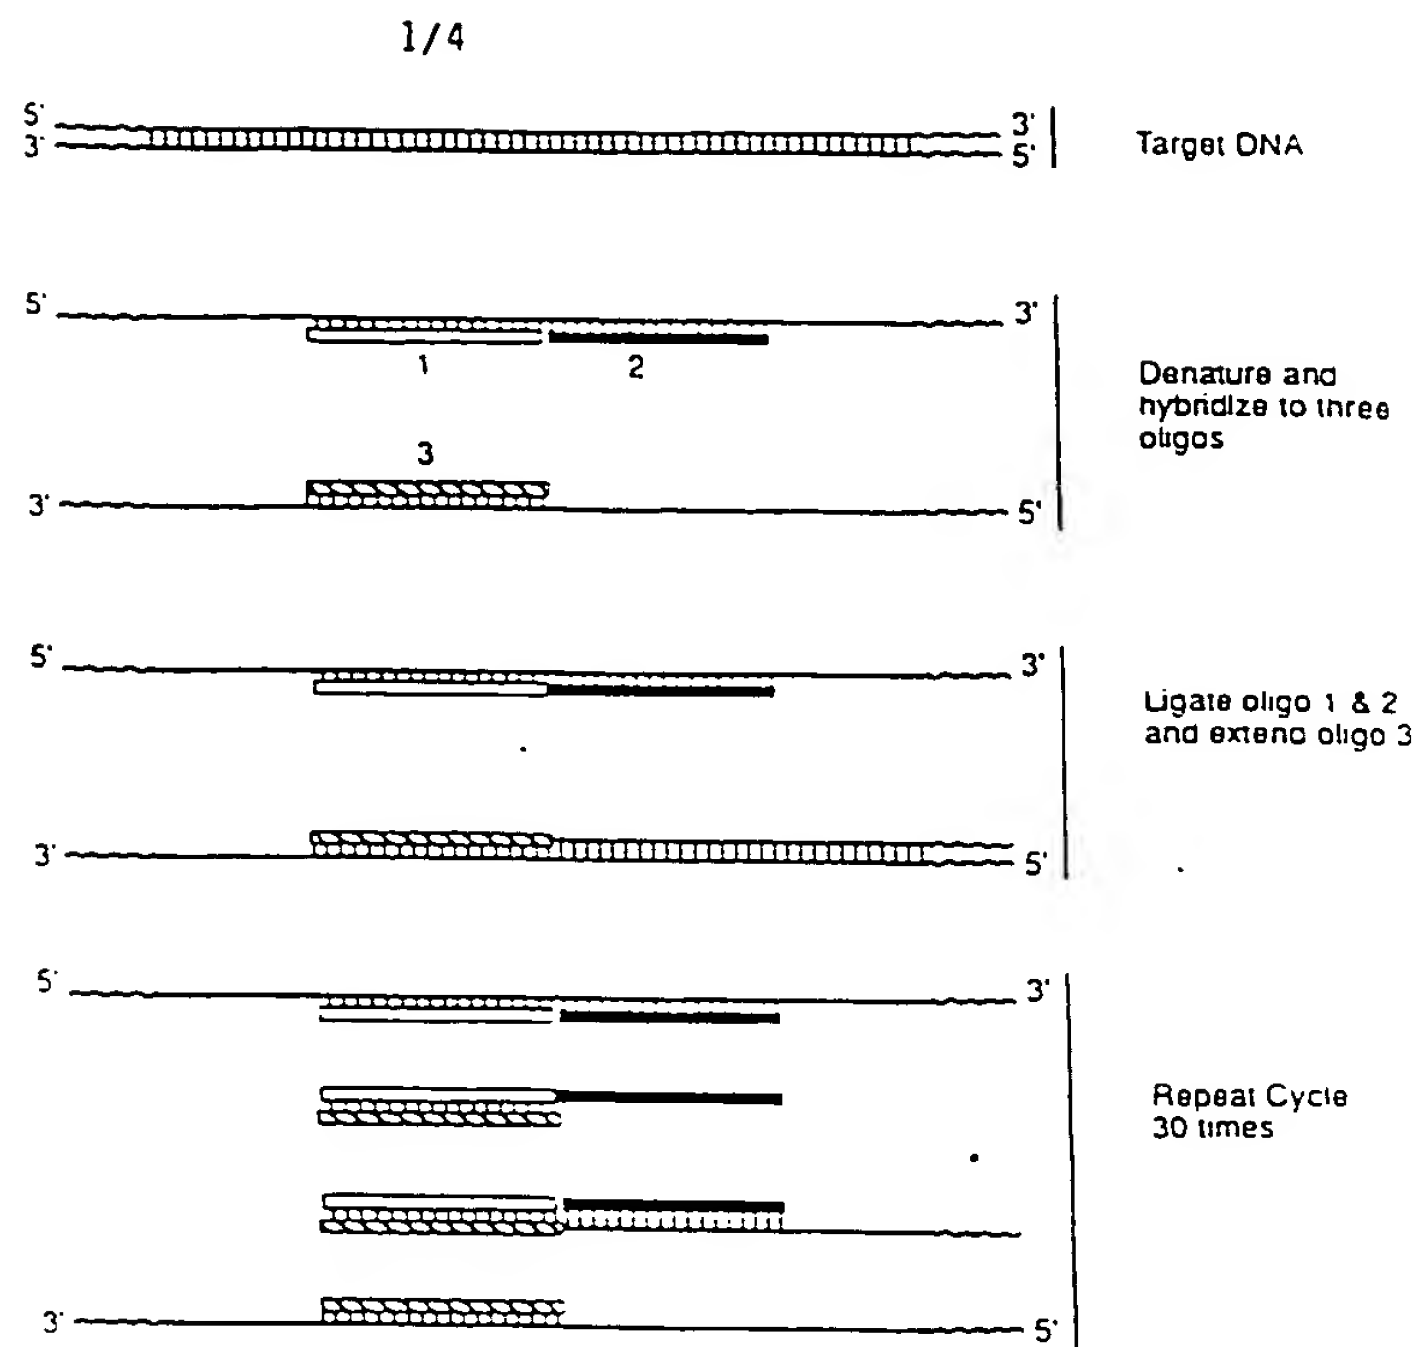 1/4
5'
3'
3'
5'
Target DNA
5'
3'
1
2
Denature and
hybridize to three
oligos
3
3'
5'
5'
3'
Ligate oligo 1 & 2
and extend oligo 3
3'
5'
5'
3'
Repeat Cycle
30 times
3'
5'